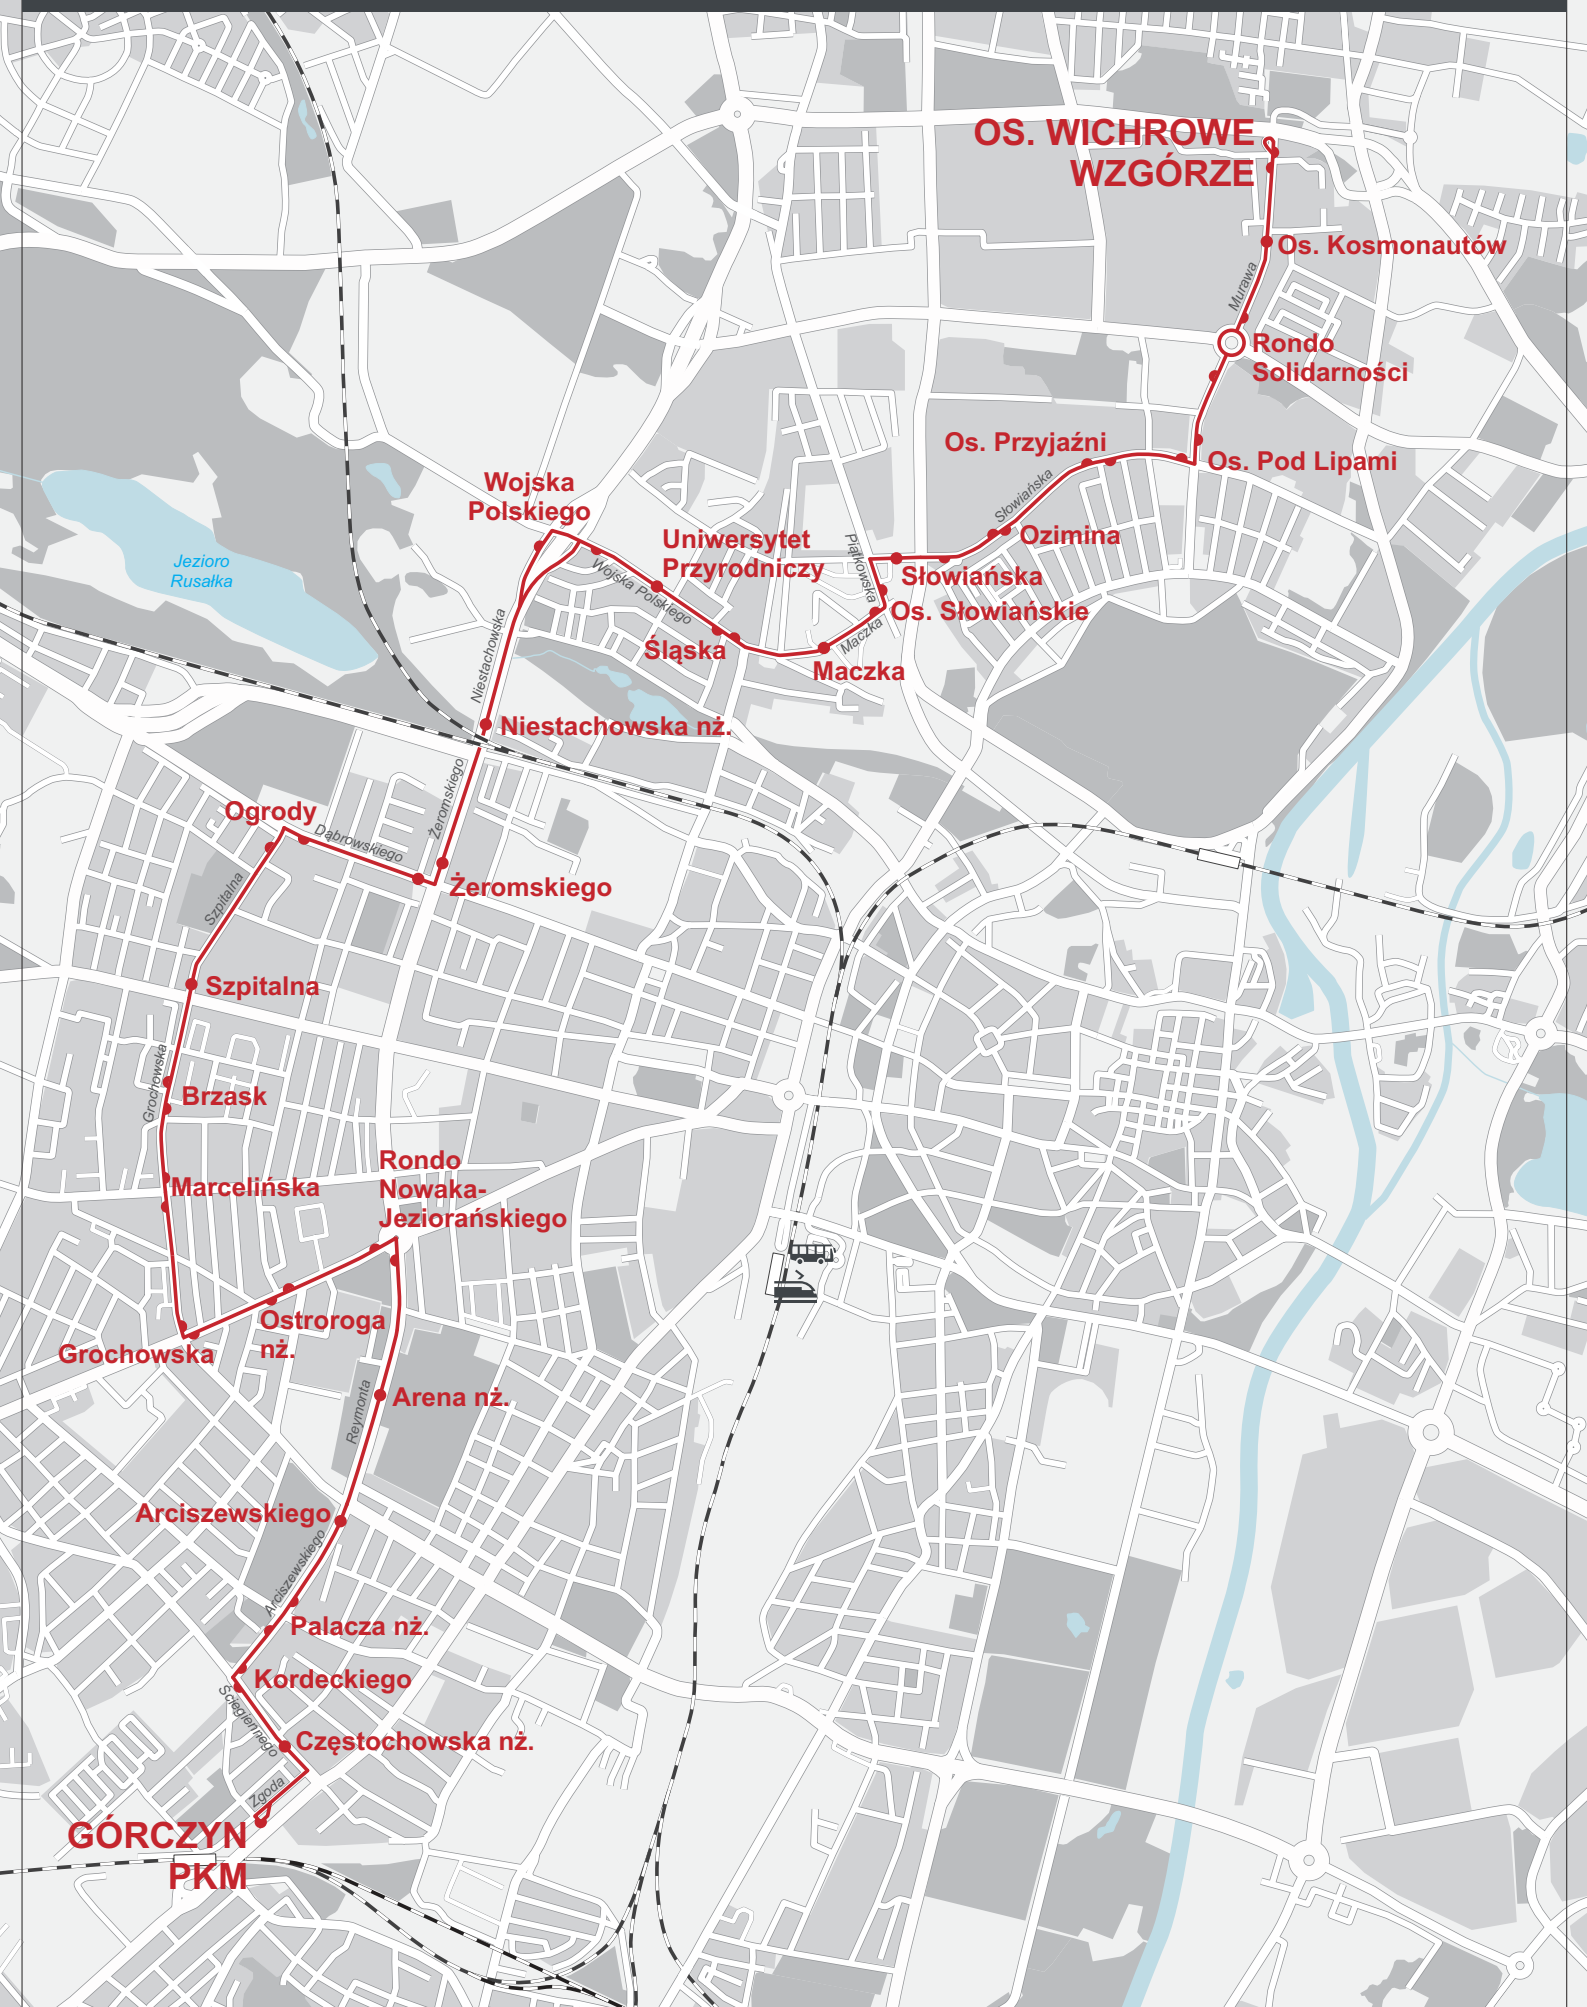 OS. WICHROWE
WZGÓRZE
Os. Kosmonautów
Murawa
Rondo
Solidarności
Os. Przyjaźni
Os. Pod Lipami
Słowiańska
Wojska
Polskiego
Ozimina
Uniwersytet
Przyrodniczy
Piątkowska
Jezioro
Rusałka
Wojska Polskiego
Słowiańska
Os. Słowiańskie
Niestachowska
Śląska
Maczka
Maczka
Niestachowska nż.
Żeromskiego
Ogrody
Dąbrowskiego
Żeromskiego
Szpitalna
Szpitalna
Grochowska
Brzask
Rondo
Nowaka-
Jeziorańskiego
Marcelińska
Ostroroga
nż.
Grochowska
Arena nż.
Reymonta
Arciszewskiego
Arciszewskiego
Palacza nż.
Kordeckiego
Ściegiennego
Częstochowska nż.
Zgoda
GÓRCZYN
PKM